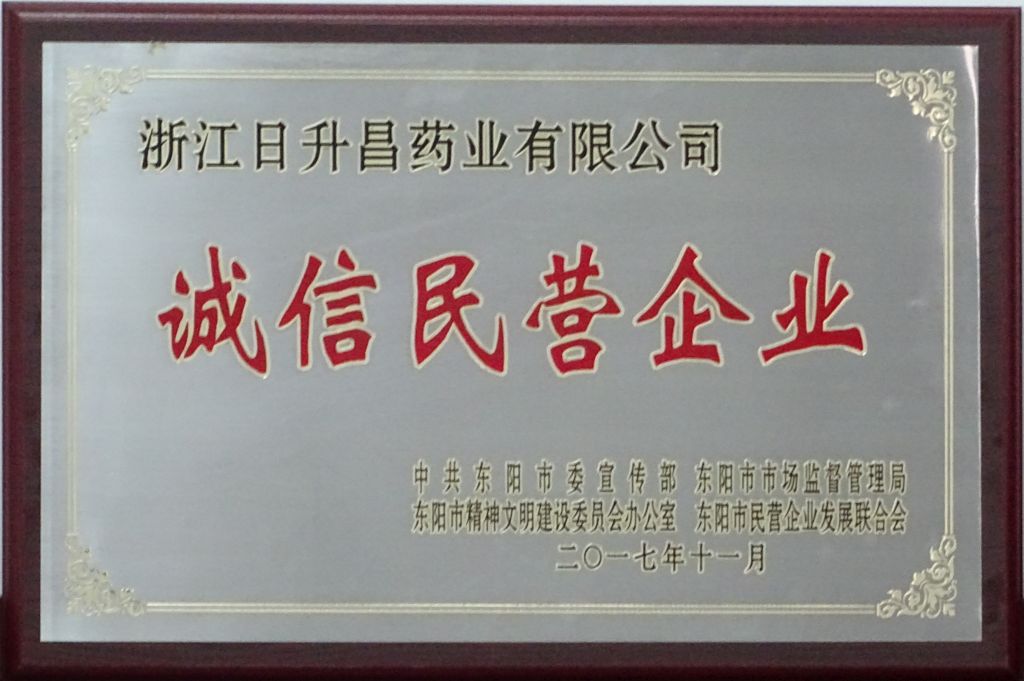 浙江日升昌药业有限公司
诚信民营企业
中共东阳市委宣传部 东阳市市场监督管理局
东阳市精神文明建设委员会办公室 东阳市民营企业发展联合会
二〇一七年十一月